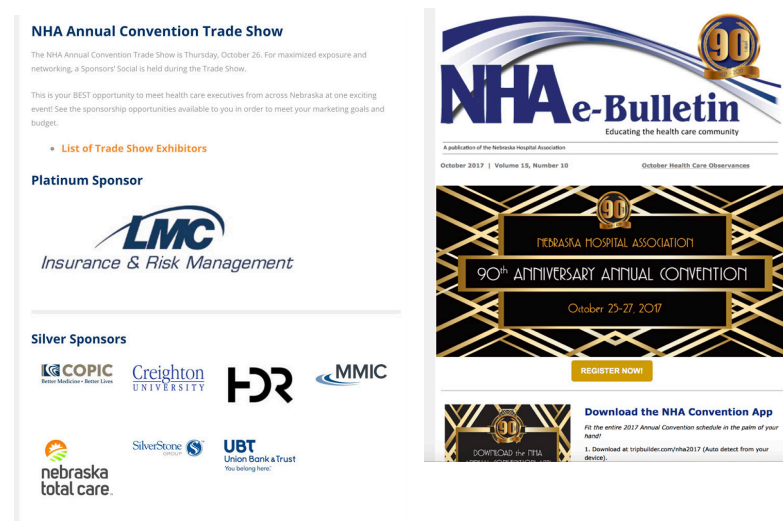 NHA Annual Convention Trade Show
The NHA Annual Convention Trade Show is Thursday, October 26. For maximized exposure and
networking, a Sponsors' Social is held during the Trade Show.
This is your BEST opportunity to meet health care executives from across Nebraska at one exciting
event! See the sponsorship opportunities available to you in order to meet your marketing goals and
budget.
List of Trade Show Exhibitors
Platinum Sponsor
LMC
Insurance & Risk Management
Silver Sponsors
COPIC
Better Medicine • Better Lives
Creighton
UNIVERSITY
HDR
MMIC
nebraska
total care
SilverStone
GROUP
UBT
Union Bank & Trust
You belong here.
90
NHA e-Bulletin
Educating the health care community
A publication of the Nebraska Hospital Association
October 2017 | Volume 15, Number 10
October Health Care Observances
90
NEBRASKA HOSPITAL ASSOCIATION
90th ANNIVERSARY ANNUAL CONVENTION
October 25-27, 2017
REGISTER NOW!
90
DOWNLOAD the NHA
Download the NHA Convention App
Fit the entire 2017 Annual Convention schedule in the palm of your
hand!
1. Download at tripbuilder.com/nha2017 (Auto detect from your
device).